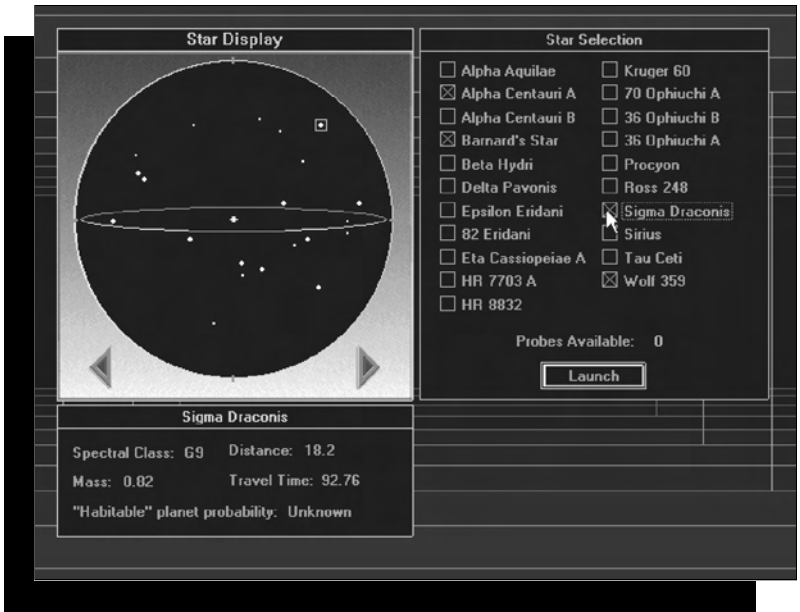 Star Display
Star Selection
Alpha Aquilae
Alpha Centauri A
Alpha Centauri B
Barnard's Star
Beta Hydri
Delta Pavonis
Epsilon Eridani
82 Eridani
Eta Cassiopeiae A
HR 7703 A
HR 8832
Kruger 60
70 Ophiuchi A
36 Ophiuchi B
36 Ophiuchi A
Procyon
Ross 248
Sigma Draconis
Sirius
Tau Ceti
Wolf 359
Probes Available: 0
Launch
Sigma Draconis
Spectral Class: G9 Distance: 18.2
Mass: 0.82 Travel Time: 92.76
"Habitable" planet probability: Unknown